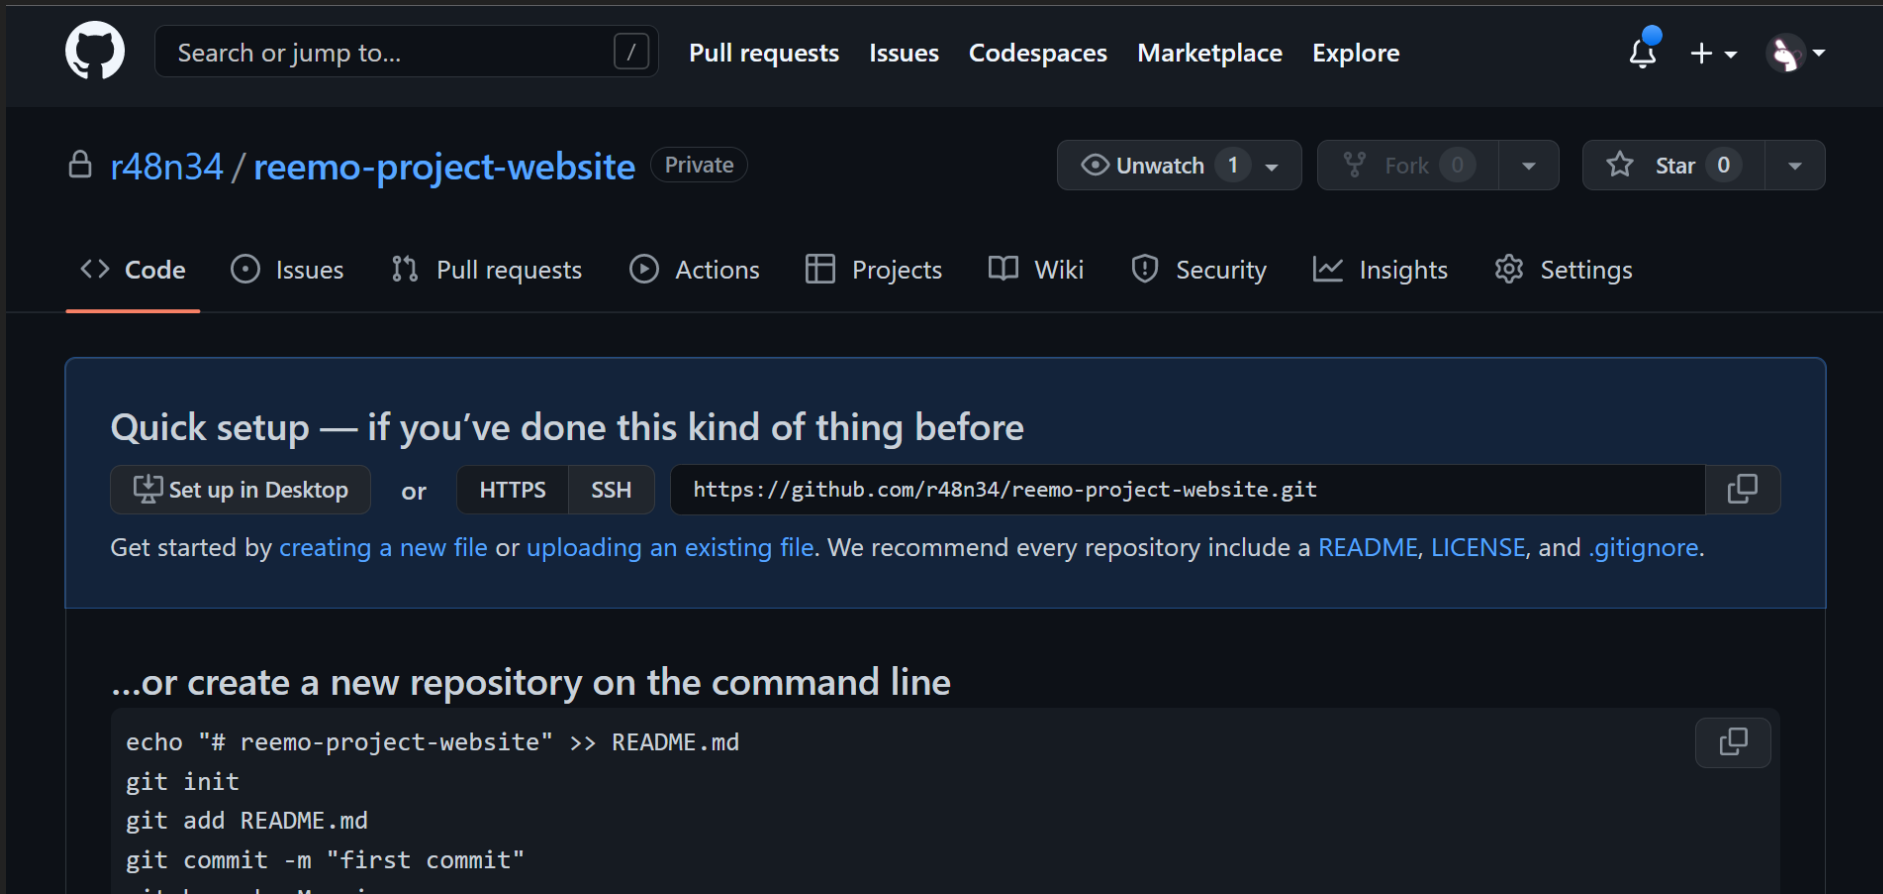 Search or jump to... / Pull requests Issues Codespaces Marketplace Explore
r48n34 / reemo-project-website Private Unwatch 1 Fork 0 Star 0
Code Issues Pull requests Actions Projects Wiki Security Insights Settings
Quick setup — if you’ve done this kind of thing before
Set up in Desktop or HTTPS SSH https://github.com/r48n34/reemo-project-website.git
Get started by creating a new file or uploading an existing file. We recommend every repository include a README, LICENSE, and .gitignore.
…or create a new repository on the command line
echo "# reemo-project-website" >> README.md
git init
git add README.md
git commit -m "first commit"